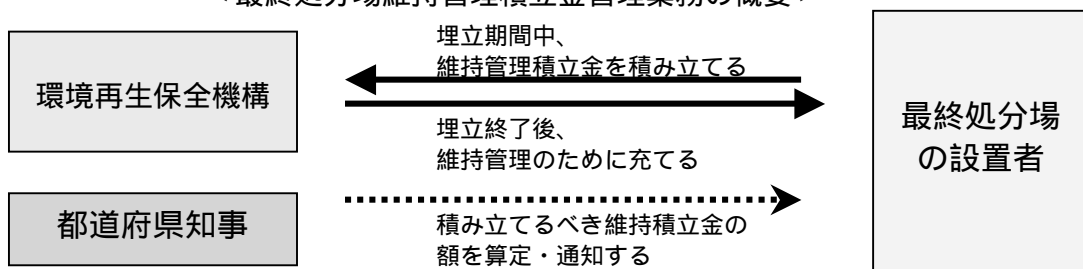 ＜最終処分場維持管理積立金管理業務の概要＞
埋立期間中、
維持管理積立金を積み立てる
環境再生保全機構
埋立終了後、
維持管理のために充てる
最終処分場
の設置者
都道府県知事
積み立てるべき維持積立金の
額を算定・通知する